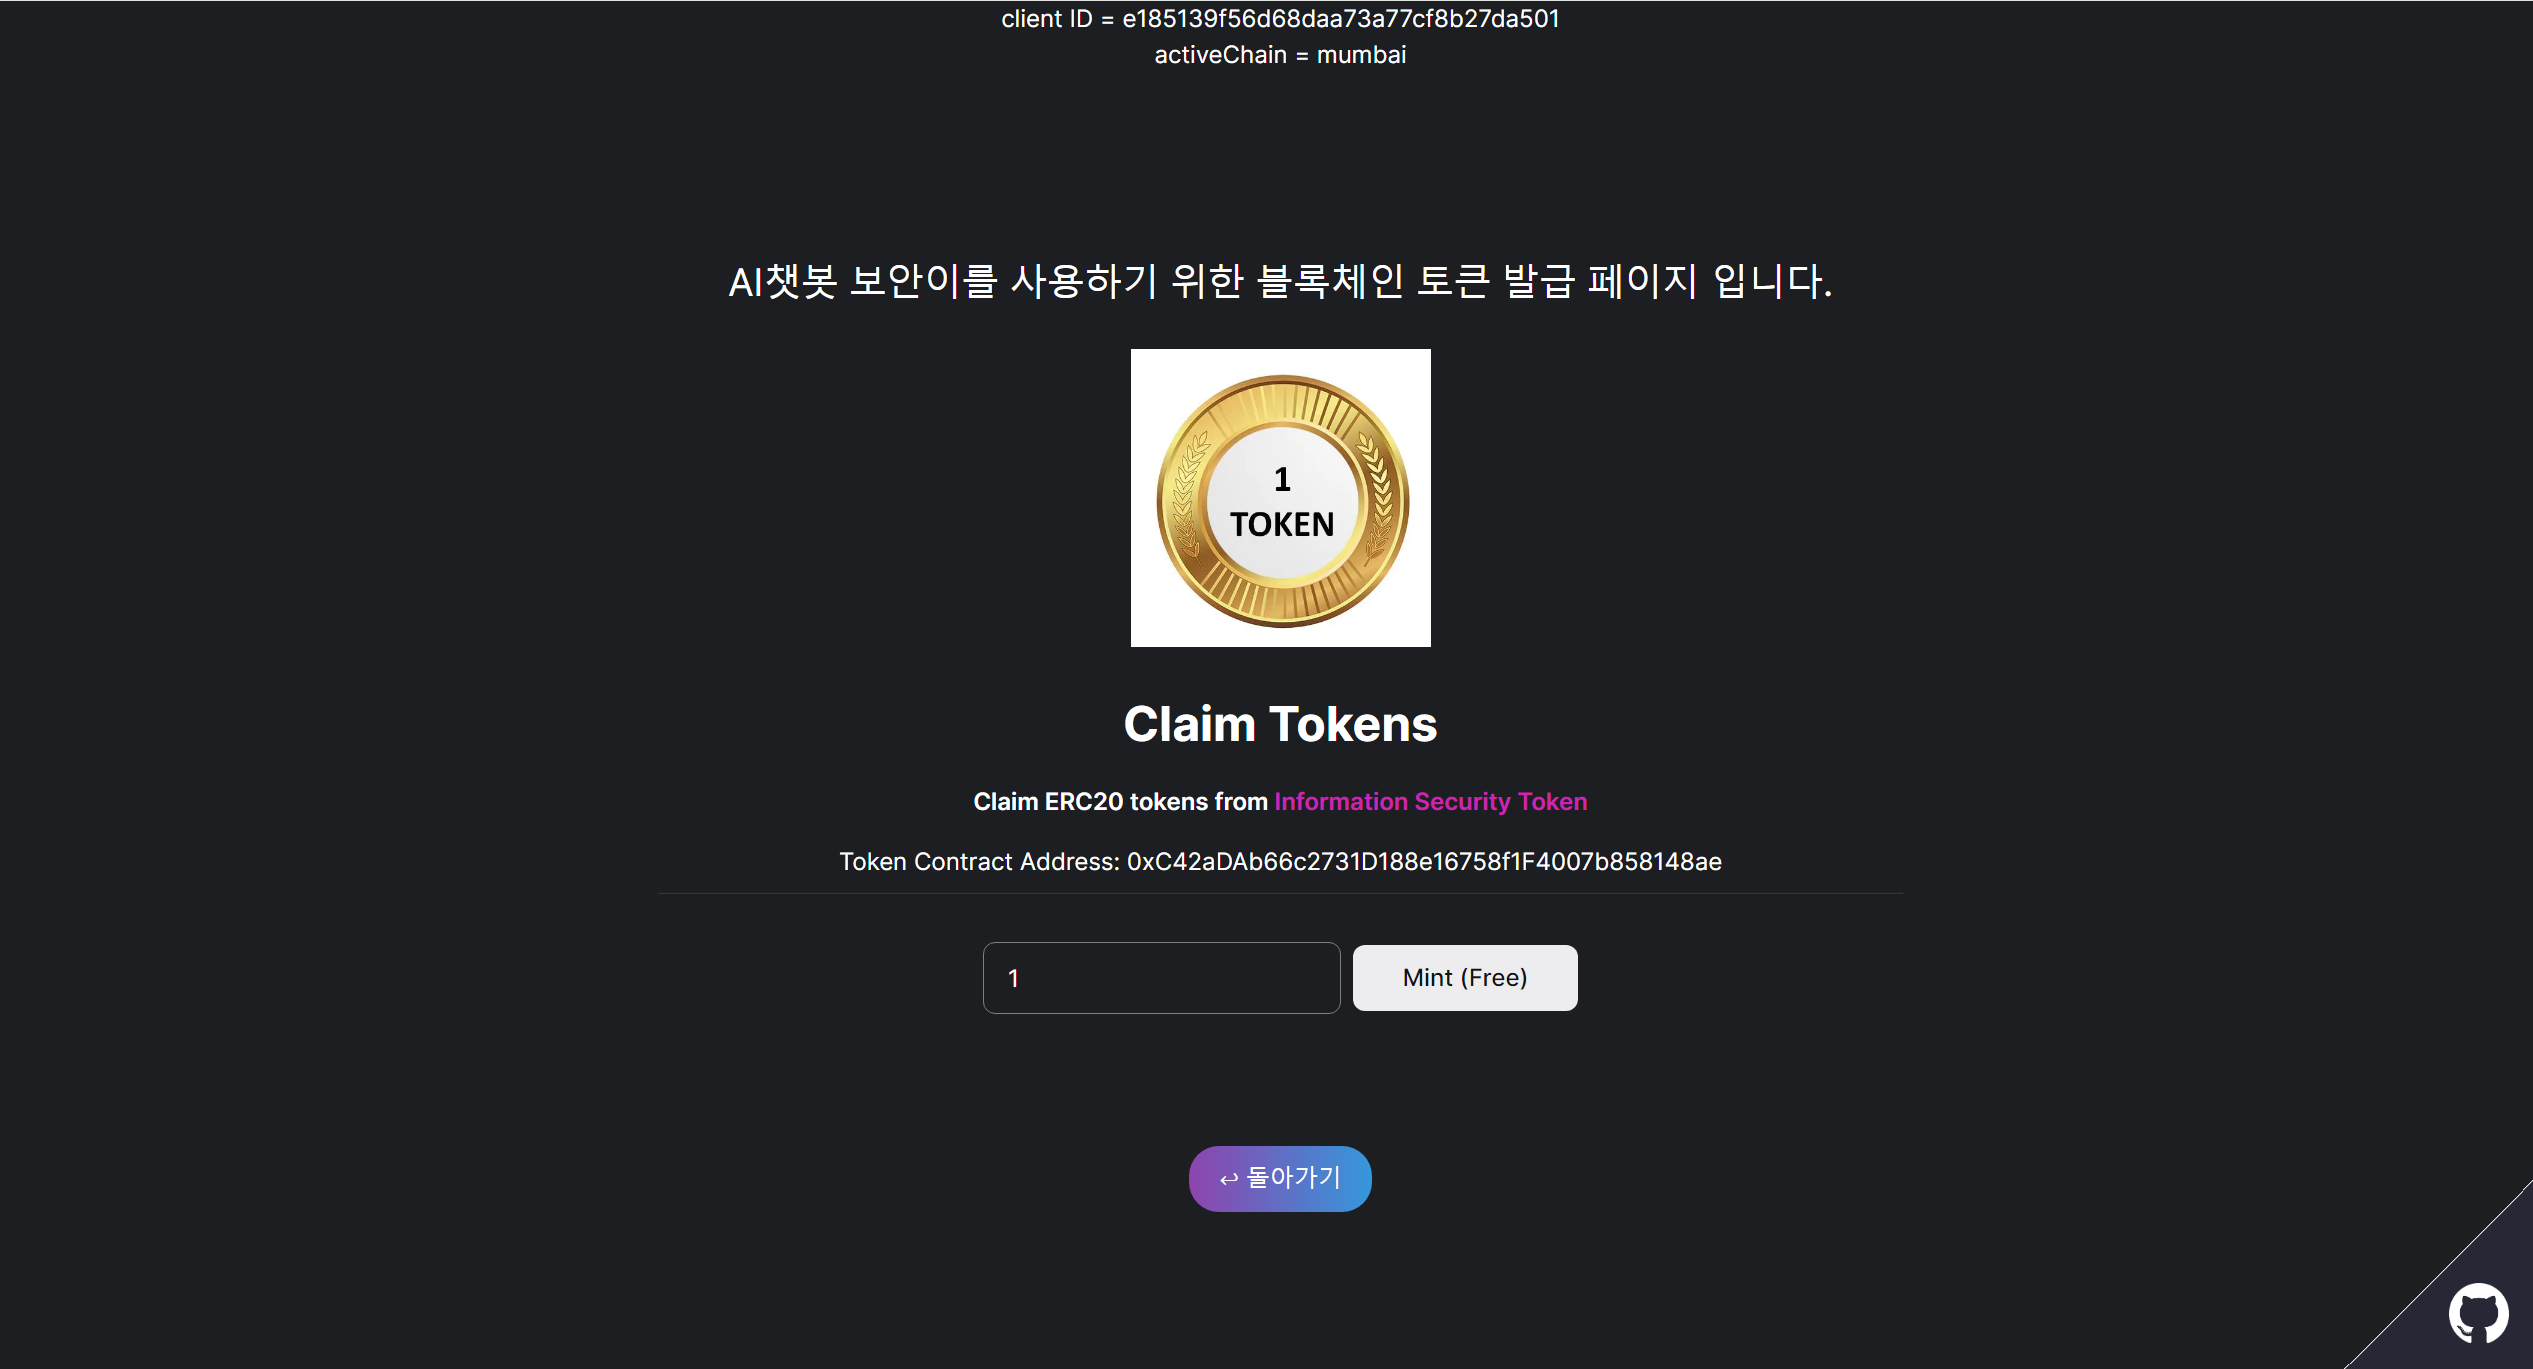 client ID = e185139f56d68daa73a77cf8b27da501
activeChain = mumbai
AI챗봇 보안이를 사용하기 위한 블록체인 토큰 발급 페이지 입니다.
1
TOKEN
Claim Tokens
Claim ERC20 tokens from Information Security Token
Token Contract Address: 0xC42aDAb66c2731D188e16758f1F4007b858148ae
1 Mint (Free)
↩ 돌아가기